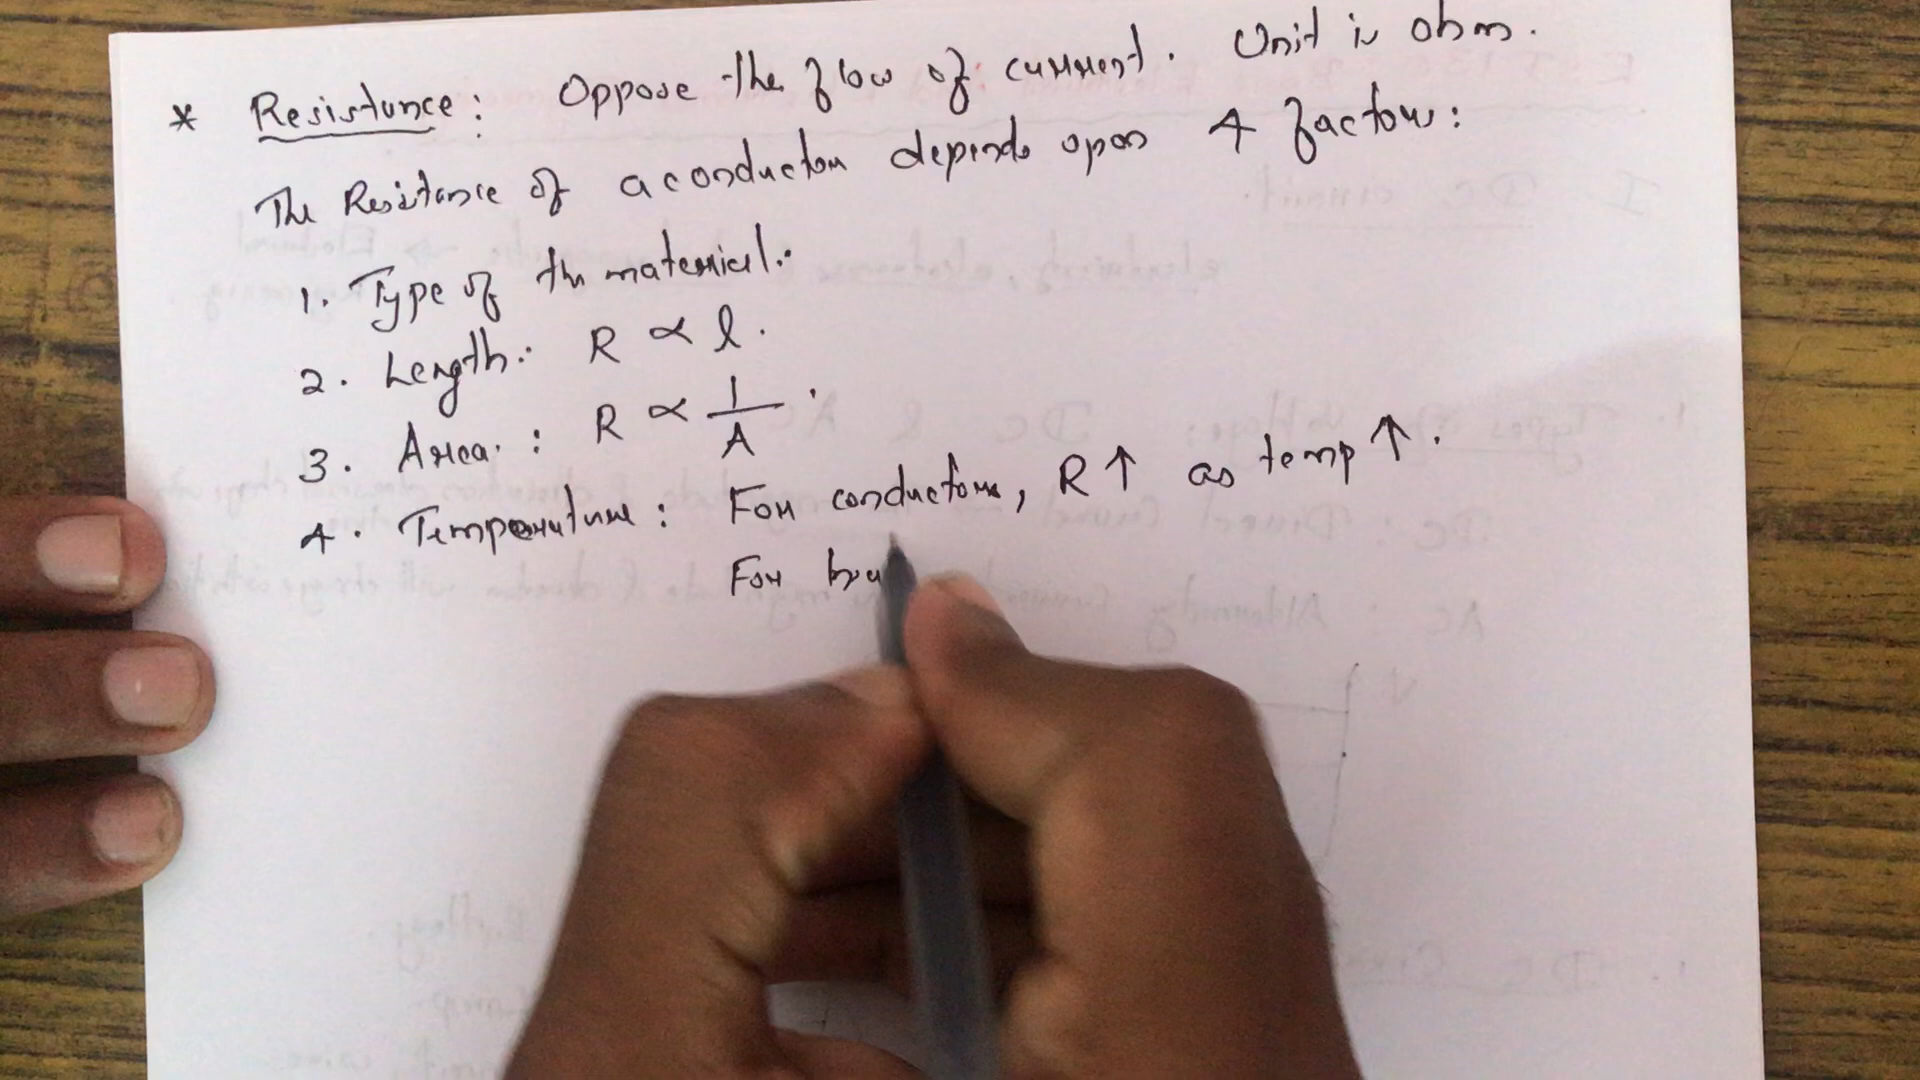 * Resistance: Oppose the flow of current. Unit is ohm.
The Resistance of a conductor depends upon 4 factors:
1. Type of the material:
2. Length: R ∝ l.
3. Area: R ∝ 1/A.
4. Temperature: For conductors, R↑ as temp↑.
For